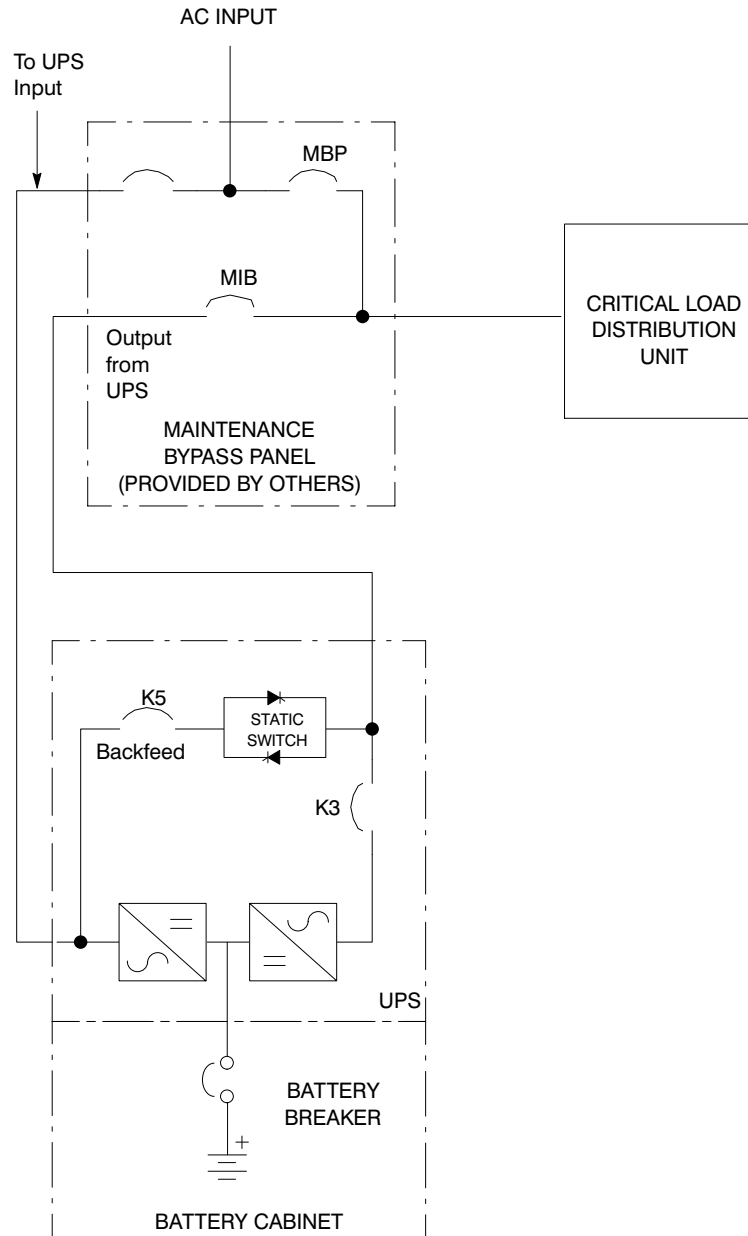 AC INPUT
To UPS
Input
MBP
MIB
Output
from
UPS
CRITICAL LOAD
DISTRIBUTION
UNIT
MAINTENANCE
BYPASS PANEL
(PROVIDED BY OTHERS)
K5
STATIC
SWITCH
Backfeed
K3
UPS
BATTERY
BREAKER
+
BATTERY CABINET